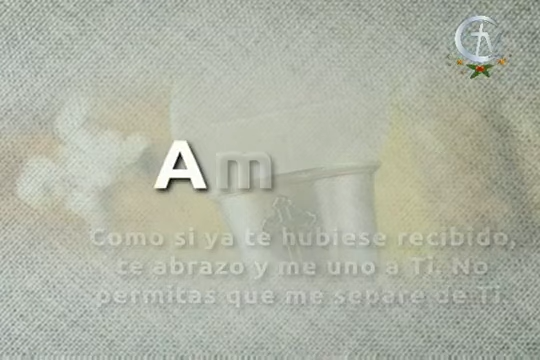 Am
Como si ya te hubiese recibido,
te abrazo y me uno a Ti. No
permitas que me separe de Ti.